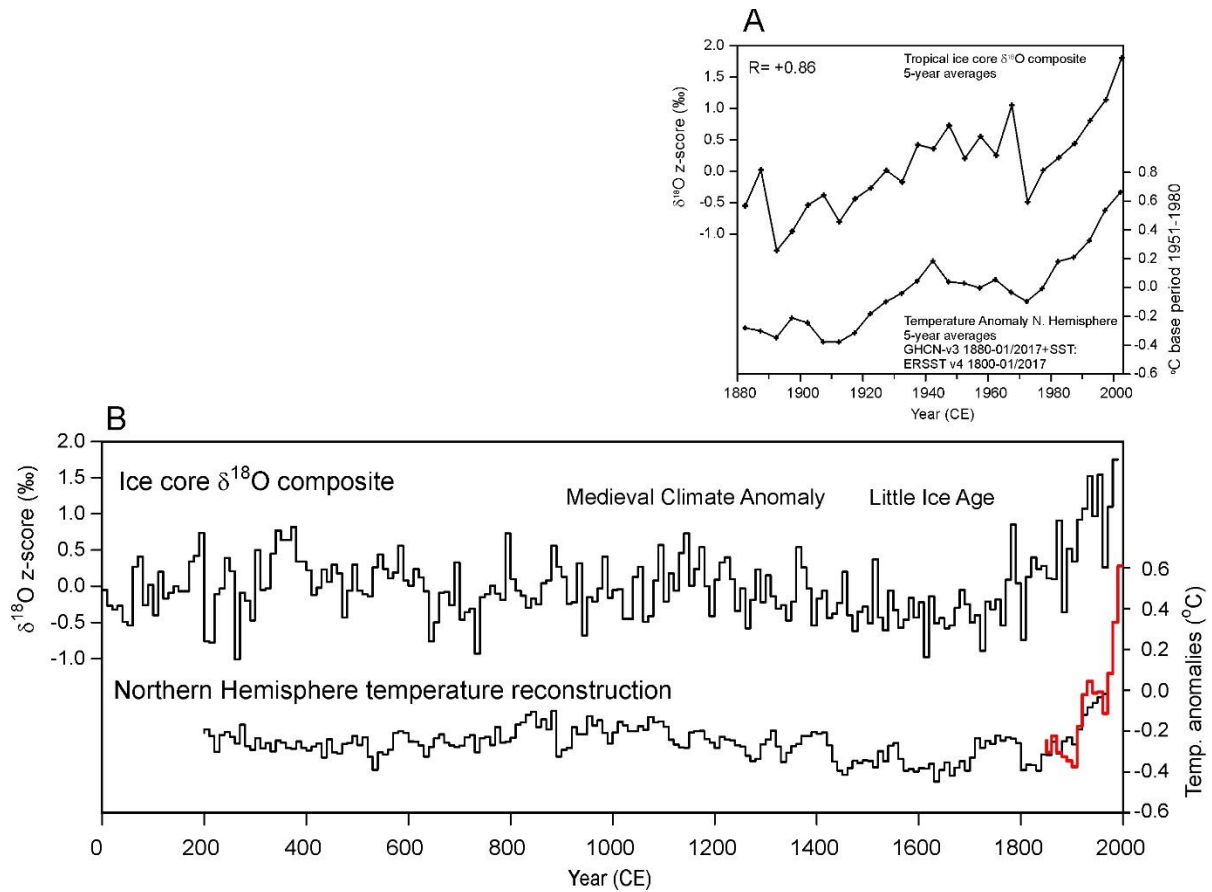 A
2.0
1.5
1.0
0.5
0.0
-0.5
-1.0
δ¹⁸O z-score (‰)
R= +0.86
Tropical ice core δ¹⁸O composite
5-year averages
0.8
0.6
0.4
0.2
0.0
-0.2
-0.4
-0.6
ºC base period 1951-1980
Temperature Anomaly N. Hemisphere
5-year averages
GHCN-v3 1880-01/2017+SST:
ERSST v4 1800-01/2017
1880 1900 1920 1940 1960 1980 2000
Year (CE)
B
2.0
1.5
1.0
0.5
0.0
-0.5
-1.0
δ¹⁸O z-score (‰)
Ice core δ¹⁸O composite
Medieval Climate Anomaly
Little Ice Age
Northern Hemisphere temperature reconstruction
0.6
0.4
0.2
0.0
-0.2
-0.4
-0.6
Temp. anomalies (°C)
0 200 400 600 800 1000 1200 1400 1600 1800 2000
Year (CE)